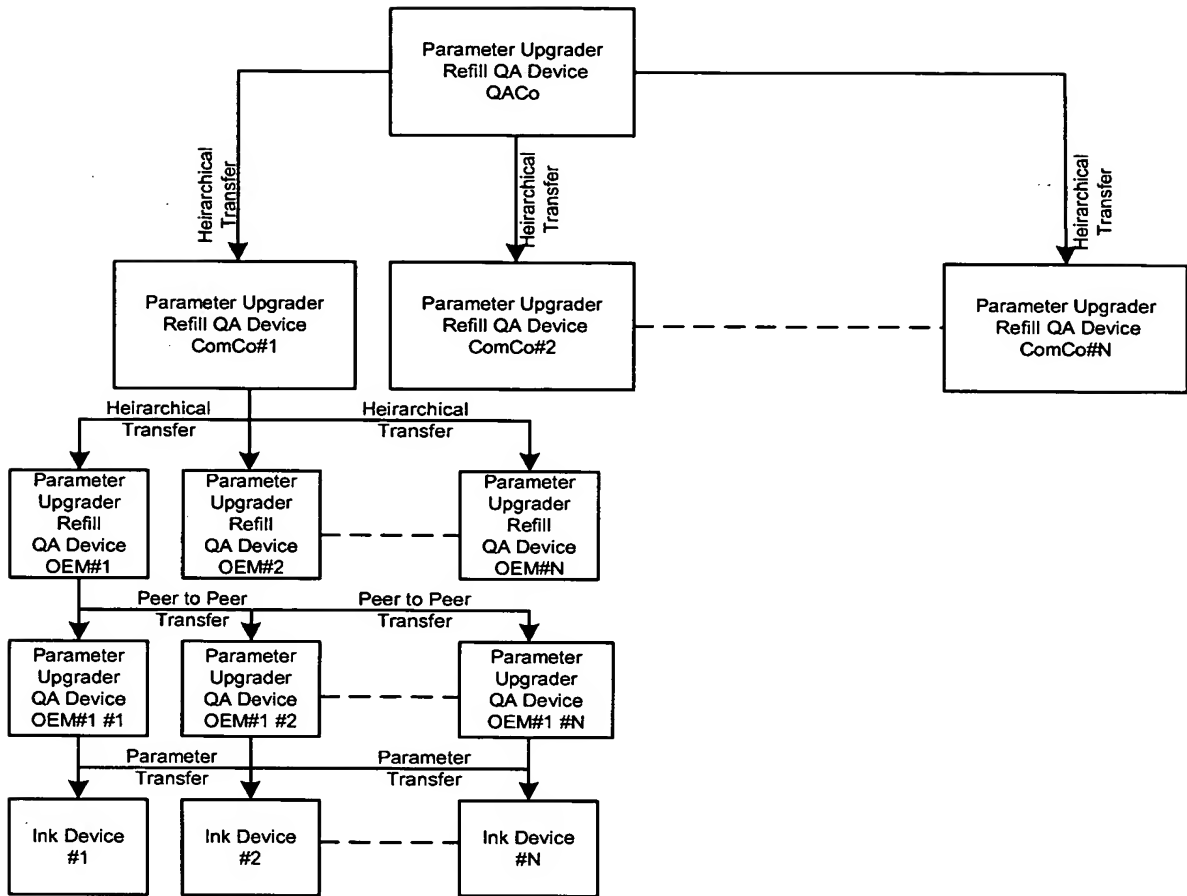 Parameter Upgrader
Refill QA Device
QACo
Heirarchical
Transfer
Heirarchical
Transfer
Heirarchical
Transfer
Parameter Upgrader
Refill QA Device
ComCo#1
Parameter Upgrader
Refill QA Device
ComCo#2
Parameter Upgrader
Refill QA Device
ComCo#N
Heirarchical
Transfer
Heirarchical
Transfer
Parameter
Upgrader
Refill
QA Device
OEM#1
Parameter
Upgrader
Refill
QA Device
OEM#2
Parameter
Upgrader
Refill
QA Device
OEM#N
Peer to Peer
Transfer
Peer to Peer
Transfer
Parameter
Upgrader
QA Device
OEM#1 #1
Parameter
Upgrader
QA Device
OEM#1 #2
Parameter
Upgrader
QA Device
OEM#1 #N
Parameter
Transfer
Parameter
Transfer
Ink Device
#1
Ink Device
#2
Ink Device
#N